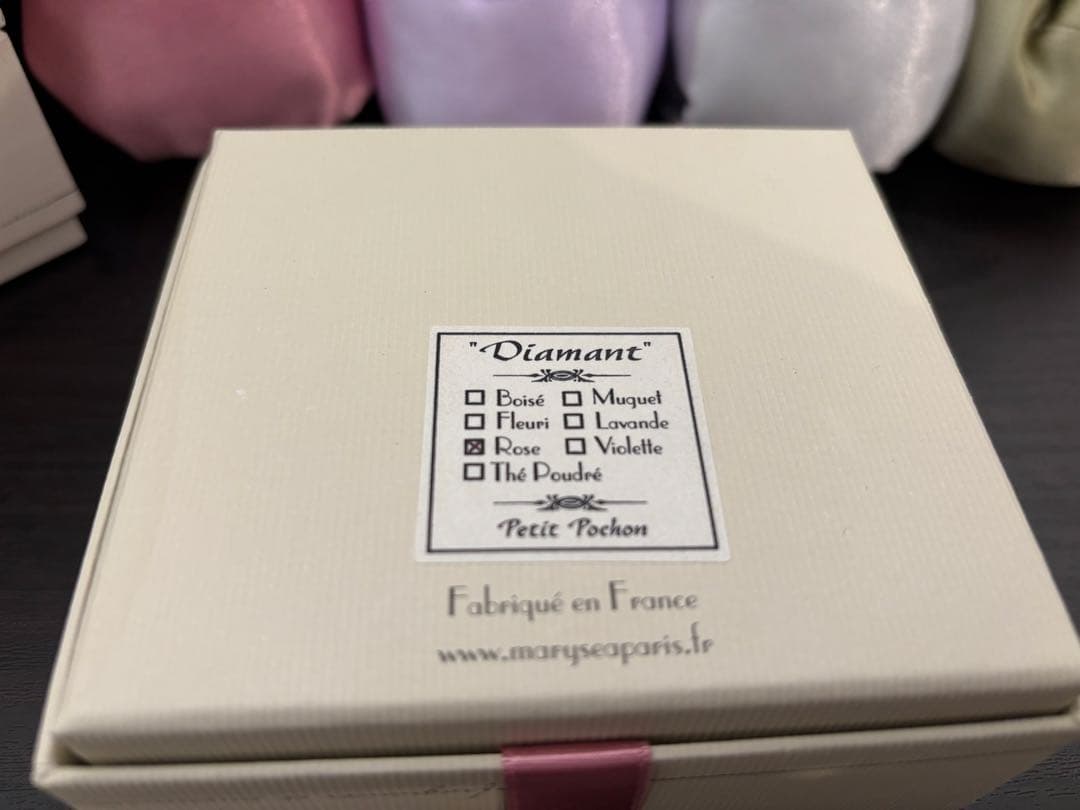 "Diamant"
☐ Boisé ☐ Muguet
☐ Fleuri ☐ Lavande
☒ Rose ☐ Violette
☐ Thé Poudré
Petit Pochon
Fabriqué en France
www.maryseaparis.fr